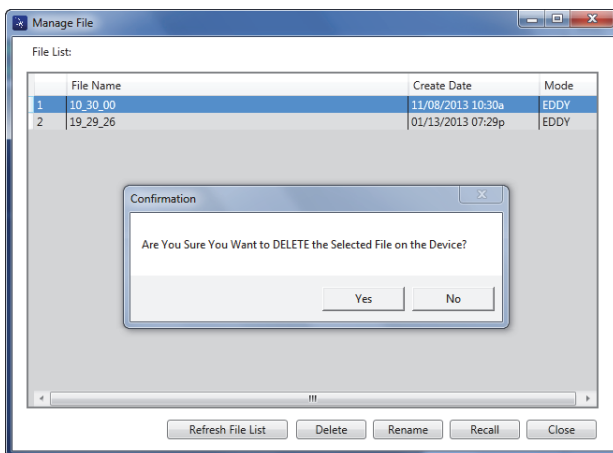 Manage File
File List:
File Name Create Date Mode
1 10_30_00 11/08/2013 10:30a EDDY
2 19_29_26 01/13/2013 07:29p EDDY
Confirmation
Are You Sure You Want to DELETE the Selected File on the Device?
Yes No
Refresh File List Delete Rename Recall Close